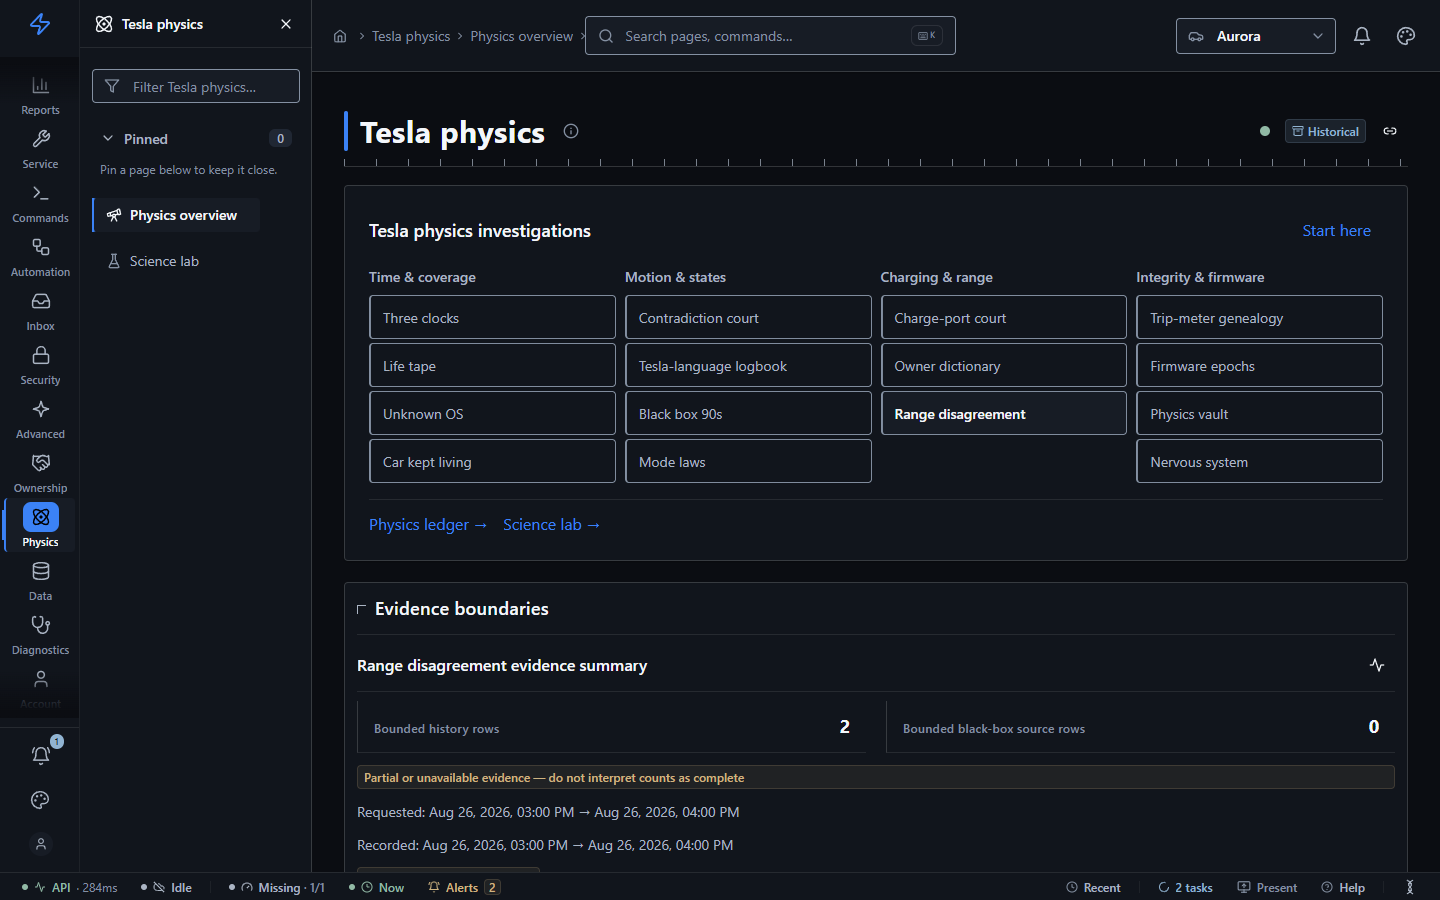 Tesla physics
Tesla physics
Physics overview
Search pages, commands...
K
Aurora
Reports
Service
Commands
Automation
Inbox
Security
Advanced
Ownership
Physics
Data
Diagnostics
Account
1
Filter Tesla physics...
Pinned
0
Pin a page below to keep it close.
Physics overview
Science lab
Tesla physics
Historical
Tesla physics investigations
Start here
Time & coverage
Three clocks
Life tape
Unknown OS
Car kept living
Motion & states
Contradiction court
Tesla-language logbook
Black box 90s
Mode laws
Charging & range
Charge-port court
Owner dictionary
Range disagreement
Integrity & firmware
Trip-meter genealogy
Firmware epochs
Physics vault
Nervous system
Physics ledger →
Science lab →
Evidence boundaries
Range disagreement evidence summary
Bounded history rows
2
Bounded black-box source rows
0
Partial or unavailable evidence — do not interpret counts as complete
Requested: Aug 26, 2026, 03:00 PM → Aug 26, 2026, 04:00 PM
Recorded: Aug 26, 2026, 03:00 PM → Aug 26, 2026, 04:00 PM
API · 284ms
Idle
Missing · 1/1
Now
Alerts 2
Recent
2 tasks
Present
Help